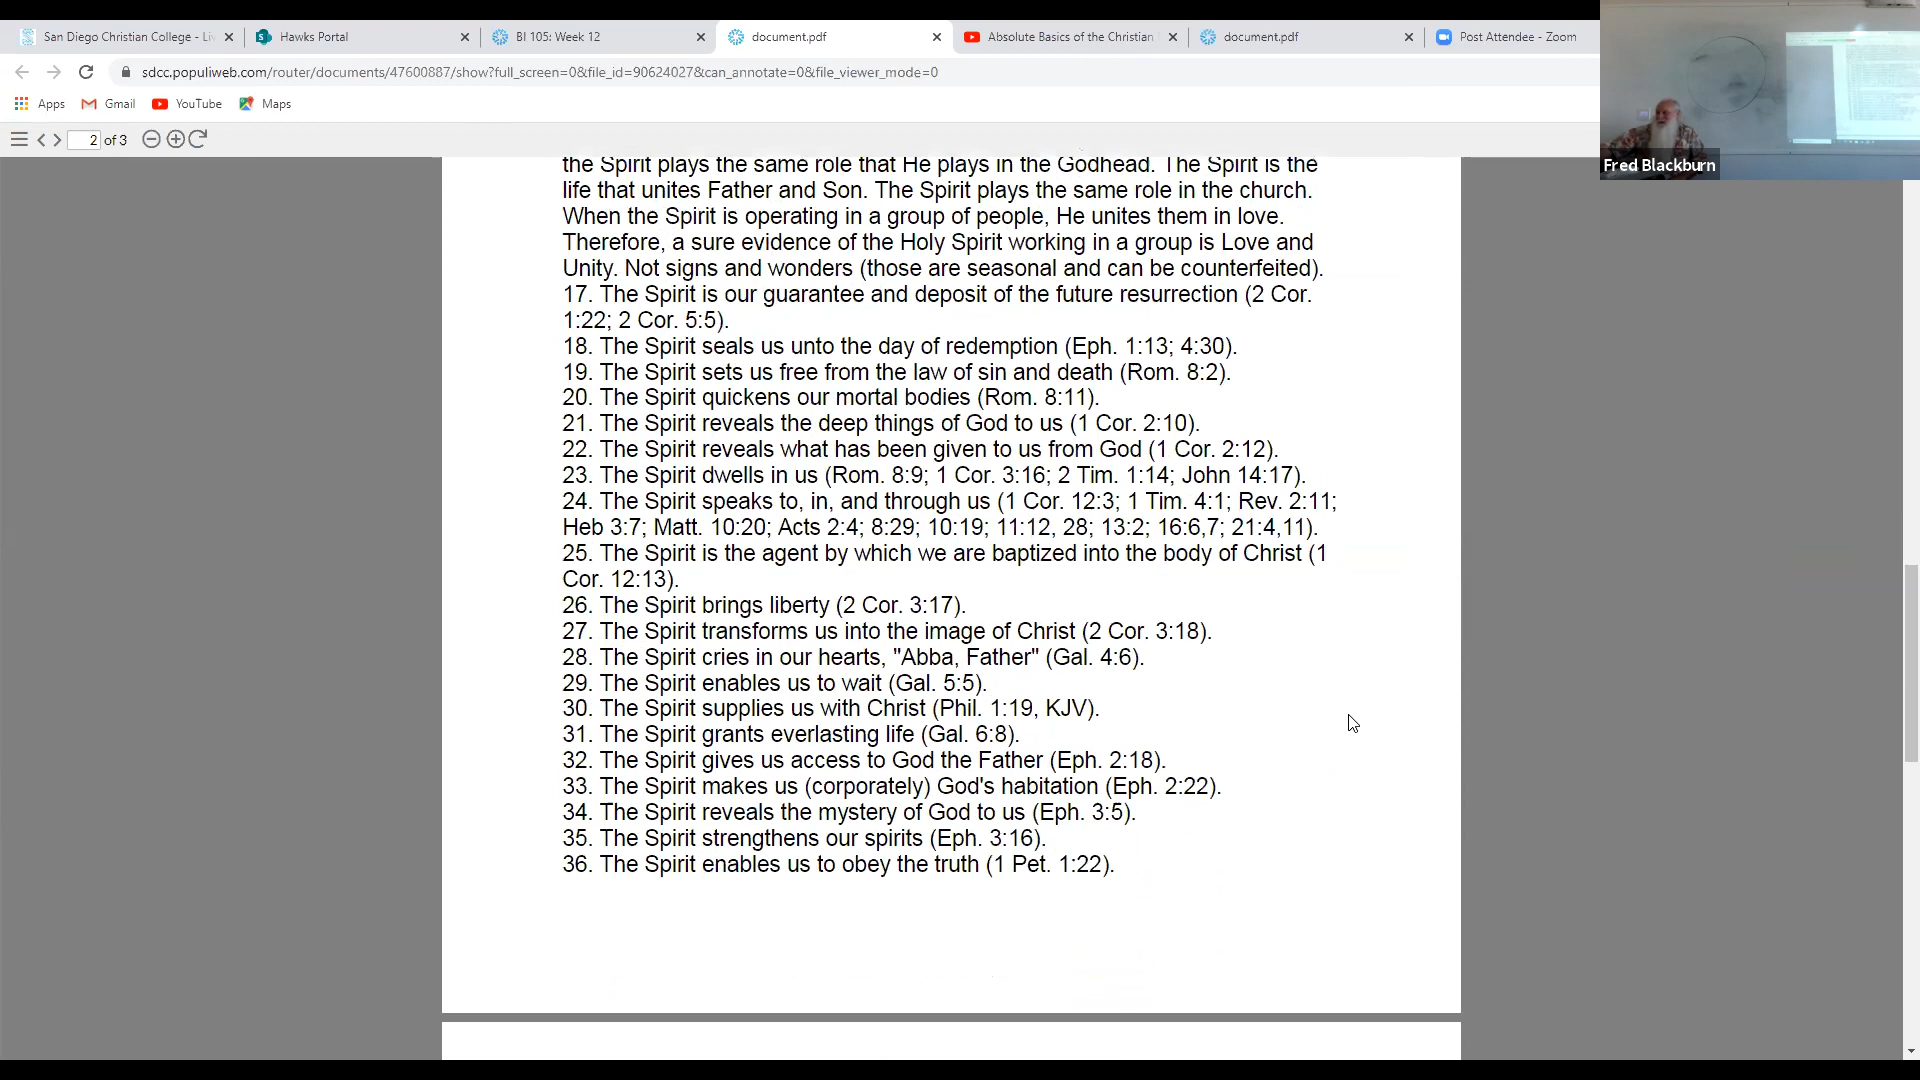 San Diego Christian College - Li
Hawks Portal
BI 105: Week 12
document.pdf
Absolute Basics of the Christian
document.pdf
Post Attendee - Zoom
sdcc.populiweb.com/router/documents/47600887/show?full_screen=0&file_id=90624027&can_annotate=0&file_viewer_mode=0
Apps
Gmail
YouTube
Maps
2 of 3
Fred Blackburn
the Spirit plays the same role that He plays in the Godhead. The Spirit is the
life that unites Father and Son. The Spirit plays the same role in the church.
When the Spirit is operating in a group of people, He unites them in love.
Therefore, a sure evidence of the Holy Spirit working in a group is Love and
Unity. Not signs and wonders (those are seasonal and can be counterfeited).
17. The Spirit is our guarantee and deposit of the future resurrection (2 Cor.
1:22; 2 Cor. 5:5).
18. The Spirit seals us unto the day of redemption (Eph. 1:13; 4:30).
19. The Spirit sets us free from the law of sin and death (Rom. 8:2).
20. The Spirit quickens our mortal bodies (Rom. 8:11).
21. The Spirit reveals the deep things of God to us (1 Cor. 2:10).
22. The Spirit reveals what has been given to us from God (1 Cor. 2:12).
23. The Spirit dwells in us (Rom. 8:9; 1 Cor. 3:16; 2 Tim. 1:14; John 14:17).
24. The Spirit speaks to, in, and through us (1 Cor. 12:3; 1 Tim. 4:1; Rev. 2:11;
Heb 3:7; Matt. 10:20; Acts 2:4; 8:29; 10:19; 11:12, 28; 13:2; 16:6,7; 21:4,11).
25. The Spirit is the agent by which we are baptized into the body of Christ (1
Cor. 12:13).
26. The Spirit brings liberty (2 Cor. 3:17).
27. The Spirit transforms us into the image of Christ (2 Cor. 3:18).
28. The Spirit cries in our hearts, "Abba, Father" (Gal. 4:6).
29. The Spirit enables us to wait (Gal. 5:5).
30. The Spirit supplies us with Christ (Phil. 1:19, KJV).
31. The Spirit grants everlasting life (Gal. 6:8).
32. The Spirit gives us access to God the Father (Eph. 2:18).
33. The Spirit makes us (corporately) God's habitation (Eph. 2:22).
34. The Spirit reveals the mystery of God to us (Eph. 3:5).
35. The Spirit strengthens our spirits (Eph. 3:16).
36. The Spirit enables us to obey the truth (1 Pet. 1:22).